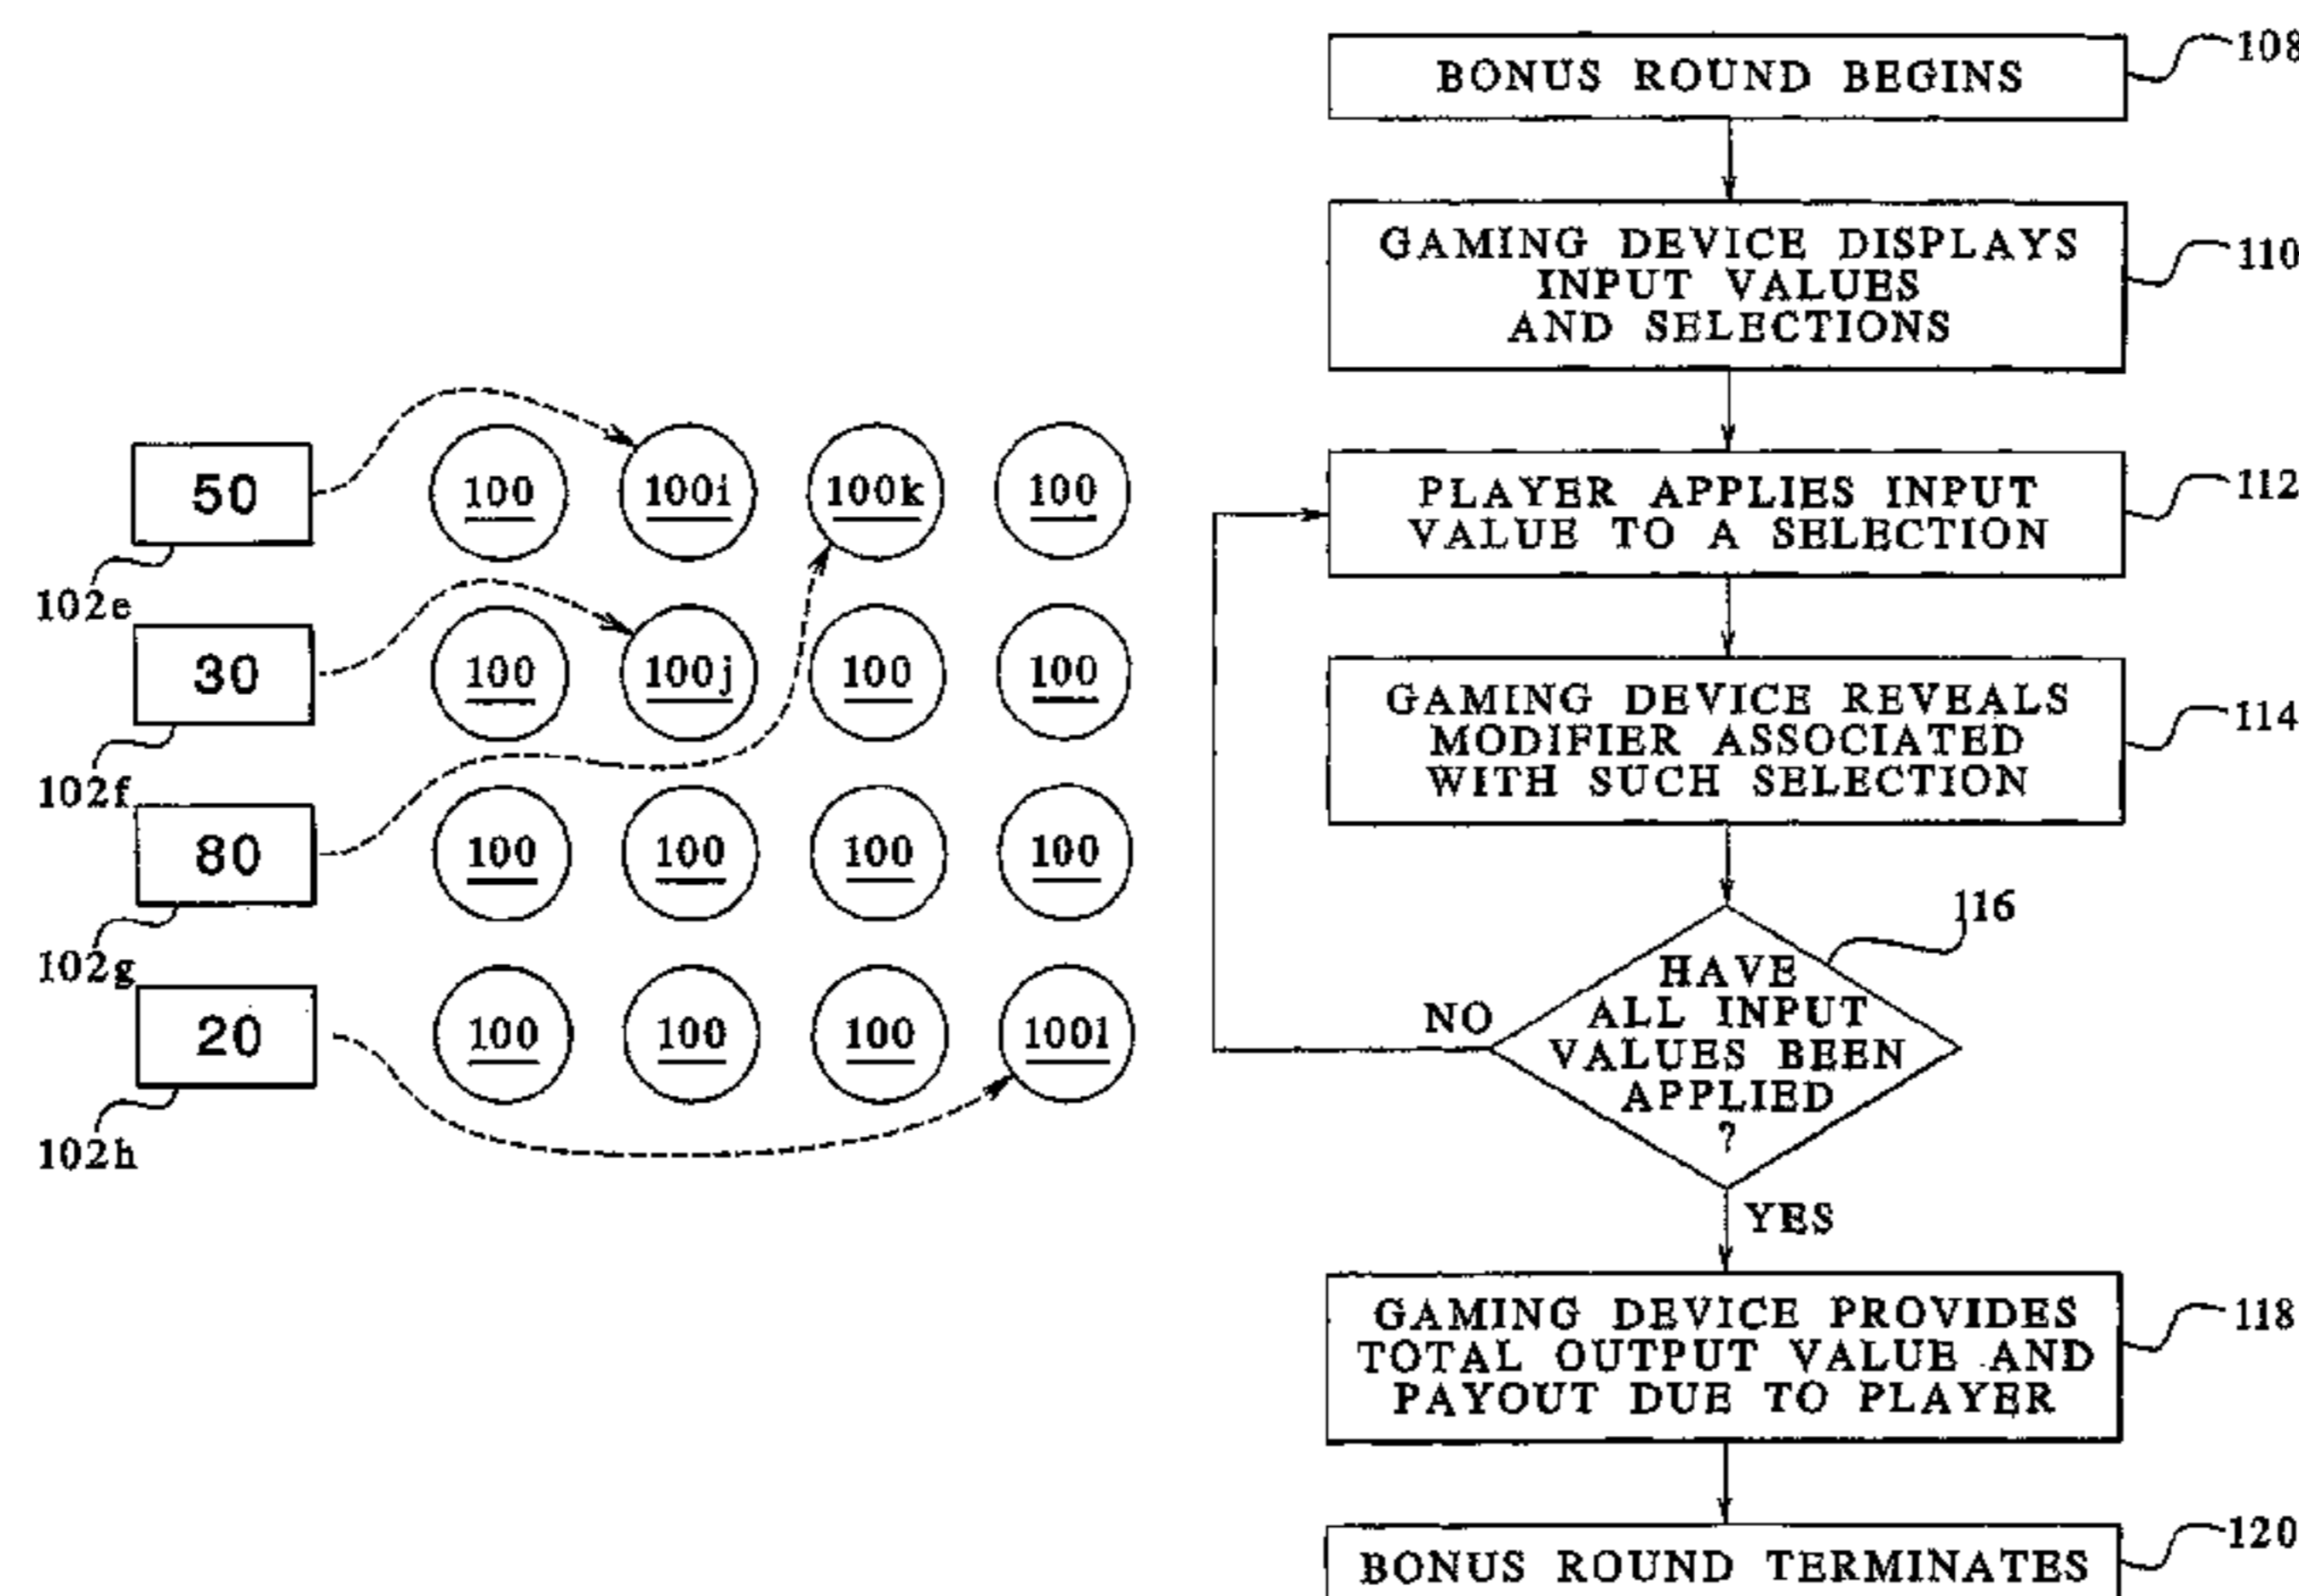 50
100
100i
100k
100
102e
30
100
100j
100
100
102f
80
100
100
100
100
102g
20
100
100
100
100l
102h
BONUS ROUND BEGINS
108
GAMING DEVICE DISPLAYS
INPUT VALUES
AND SELECTIONS
110
PLAYER APPLIES INPUT
VALUE TO A SELECTION
112
GAMING DEVICE REVEALS
MODIFIER ASSOCIATED
WITH SUCH SELECTION
114
116
HAVE
ALL INPUT
VALUES BEEN
APPLIED
?
NO
YES
GAMING DEVICE PROVIDES
TOTAL OUTPUT VALUE AND
PAYOUT DUE TO PLAYER
118
BONUS ROUND TERMINATES
120